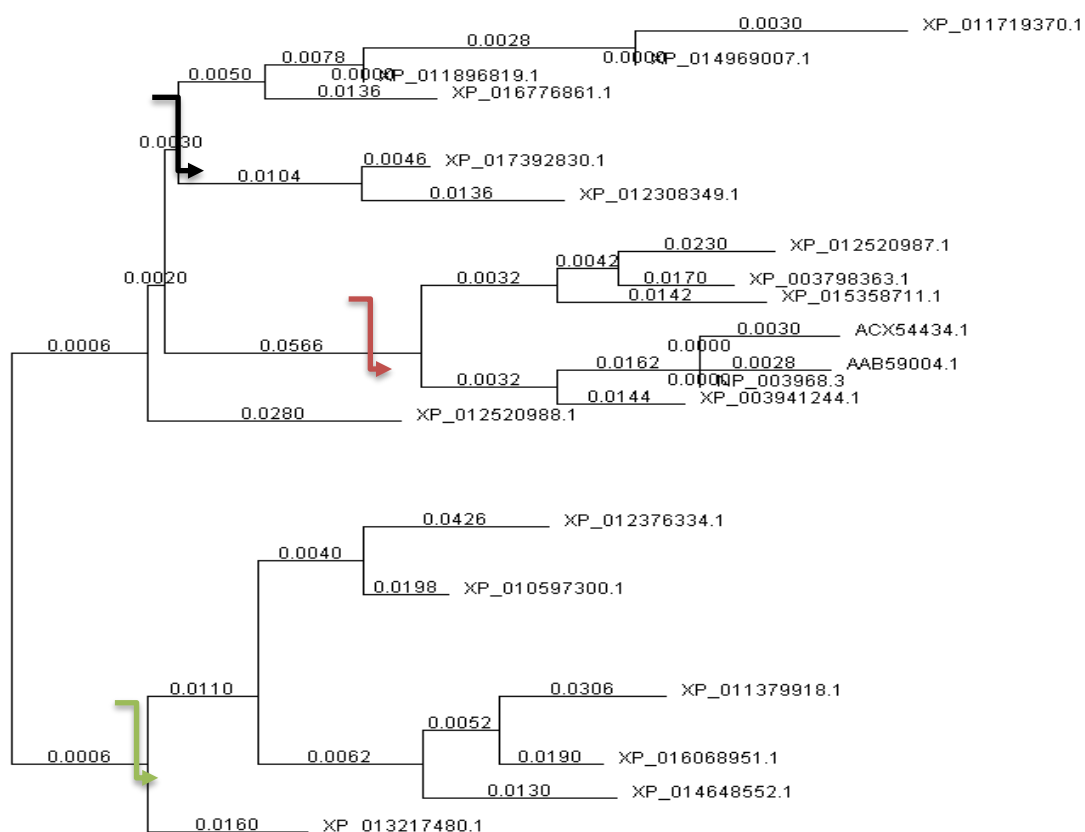 0.0030 XP_011719370.1
0.0028
0.0000 XP_014969007.1
0.0078
0.0000 XP_011896819.1
0.0050
0.0136 XP_016776861.1
0.0030
0.0046 XP_017392830.1
0.0104
0.0136 XP_012308349.1
0.0230 XP_012520987.1
0.0042
0.0020
0.0032
0.0170 XP_003798363.1
0.0142 XP_015358711.1
0.0030 ACX54434.1
0.0000
0.0006
0.0566
0.0162
0.0028 AAB59004.1
0.0032
0.0000 NP_003968.3
0.0144 XP_003941244.1
0.0280 XP_012520988.1
0.0426 XP_012376334.1
0.0040
0.0198 XP_010597300.1
0.0110
0.0306 XP_011379918.1
0.0052
0.0006
0.0062
0.0190 XP_016068951.1
0.0130 XP_014648552.1
0.0160 XP_013217480.1